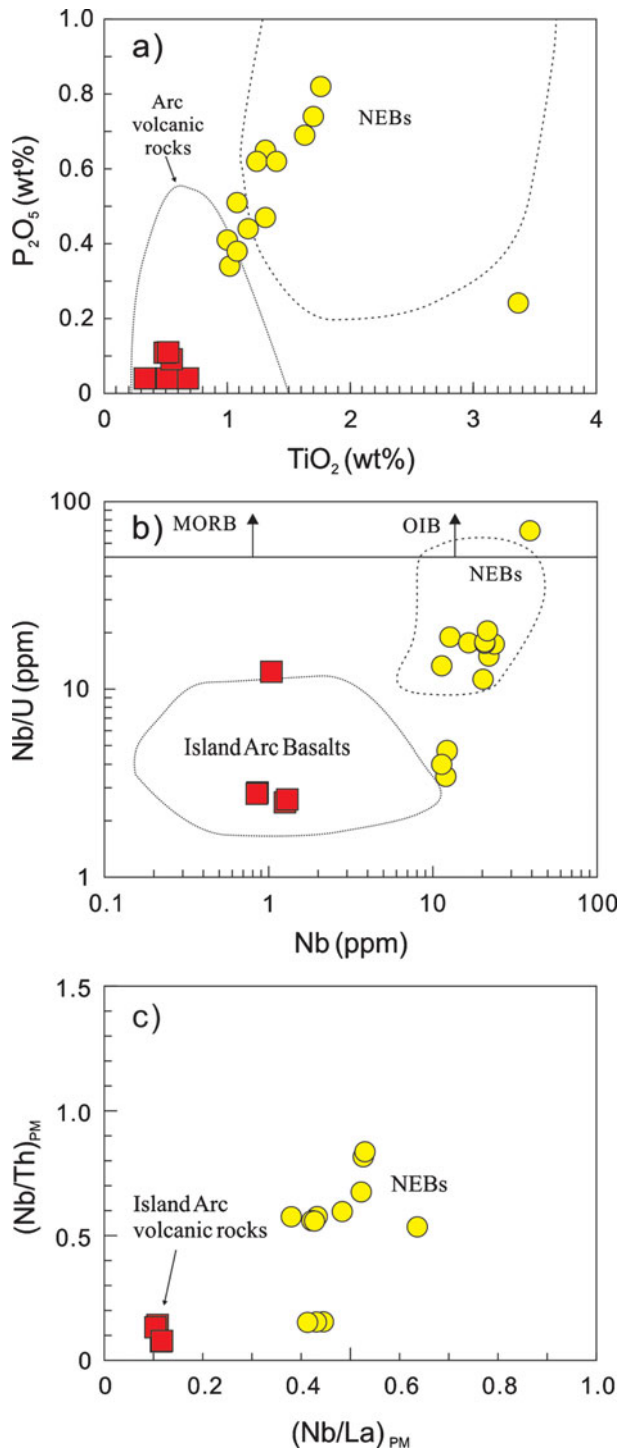 a)
1.0
0.8
0.6
0.4
0.2
0
P₂O₅ (wt%)
Arc
volcanic
rocks
NEBs
0 1 2 3 4
TiO₂ (wt%)
b)
100
10
1
Nb/U (ppm)
MORB
OIB
NEBs
Island Arc Basalts
0.1 1 10 100
Nb (ppm)
c)
1.5
1.0
0.5
0
(Nb/Th)PM
Island Arc
volcanic rocks
NEBs
0 0.2 0.4 0.6 0.8 1.0
(Nb/La) PM